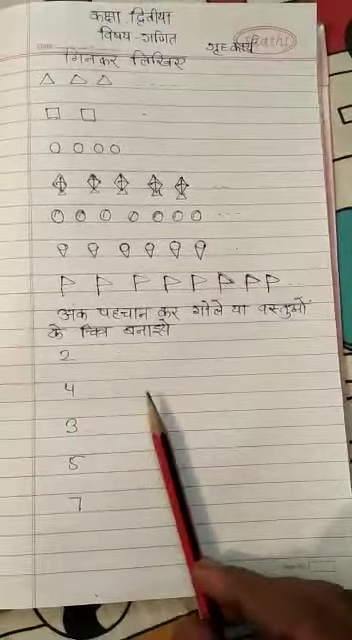 कक्षा द्वितीया
विषय-गणित
गृहकार्य
गिनकर लिखिए
अंक पहचान कर गोले या वस्तुओं
के चित्र बनाइये
2
4
3
5
7